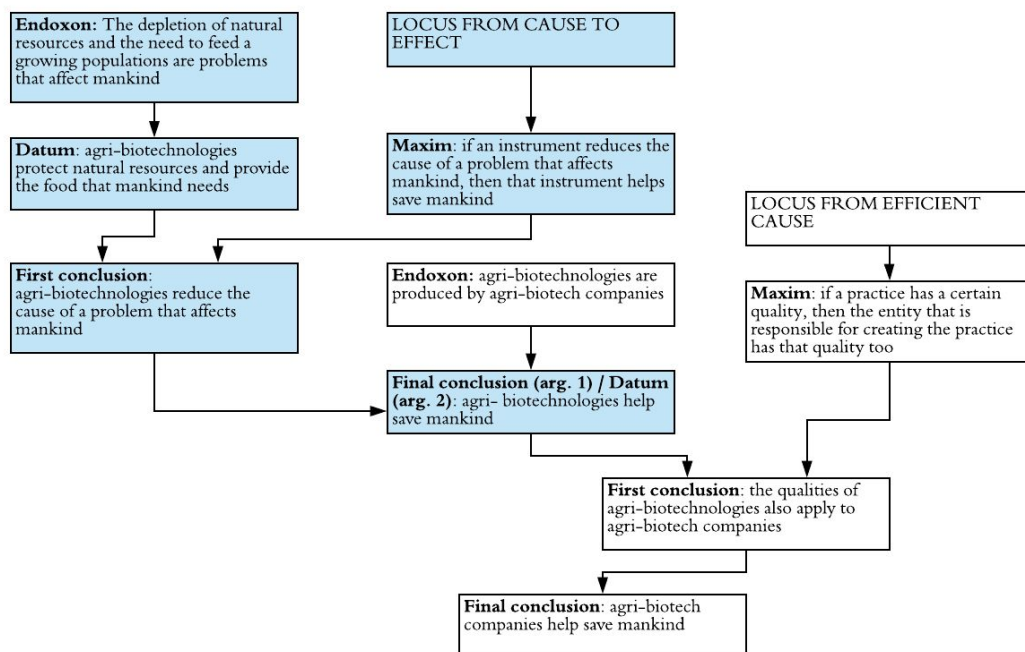 Endoxon: The depletion of natural
resources and the need to feed a
growing populations are problems
that affect mankind
LOCUS FROM CAUSE TO
EFFECT
Datum: agri-biotechnologies
protect natural resources and provide
the food that mankind needs
Maxim: if an instrument reduces the
cause of a problem that affects
mankind, then that instrument helps
save mankind
LOCUS FROM EFFICIENT
CAUSE
First conclusion:
agri-biotechnologies reduce the
cause of a problem that affects
mankind
Endoxon: agri-biotechnologies are
produced by agri-biotech companies
Maxim: if a practice has a certain
quality, then the entity that is
responsible for creating the practice
has that quality too
Final conclusion (arg. 1) / Datum
(arg. 2): agri- biotechnologies help
save mankind
First conclusion: the qualities of
agri-biotechnologies also apply to
agri-biotech companies
Final conclusion: agri-biotech
companies help save mankind